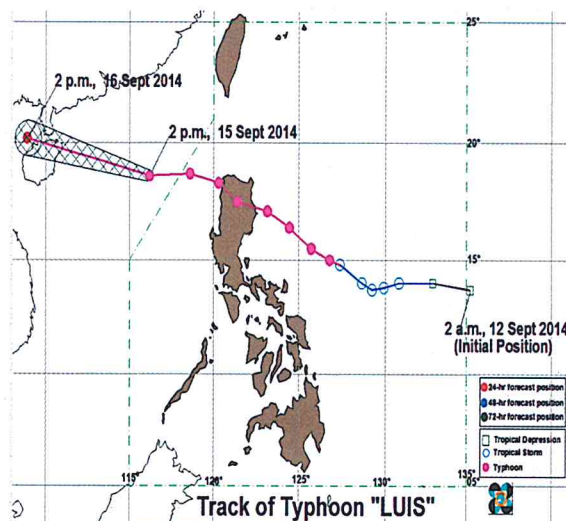 25°
2 p.m., 16 Sept 2014
2 p.m., 15 Sept 2014
20°
15°
2 a.m., 12 Sept 2014
(Initial Position)
24-hr forecast position
48-hr forecast position
72-hr forecast position
Tropical Depression
Tropical Storm
Typhoon
115°
120°
125°
130°
135°
Track of Typhoon "LUIS"